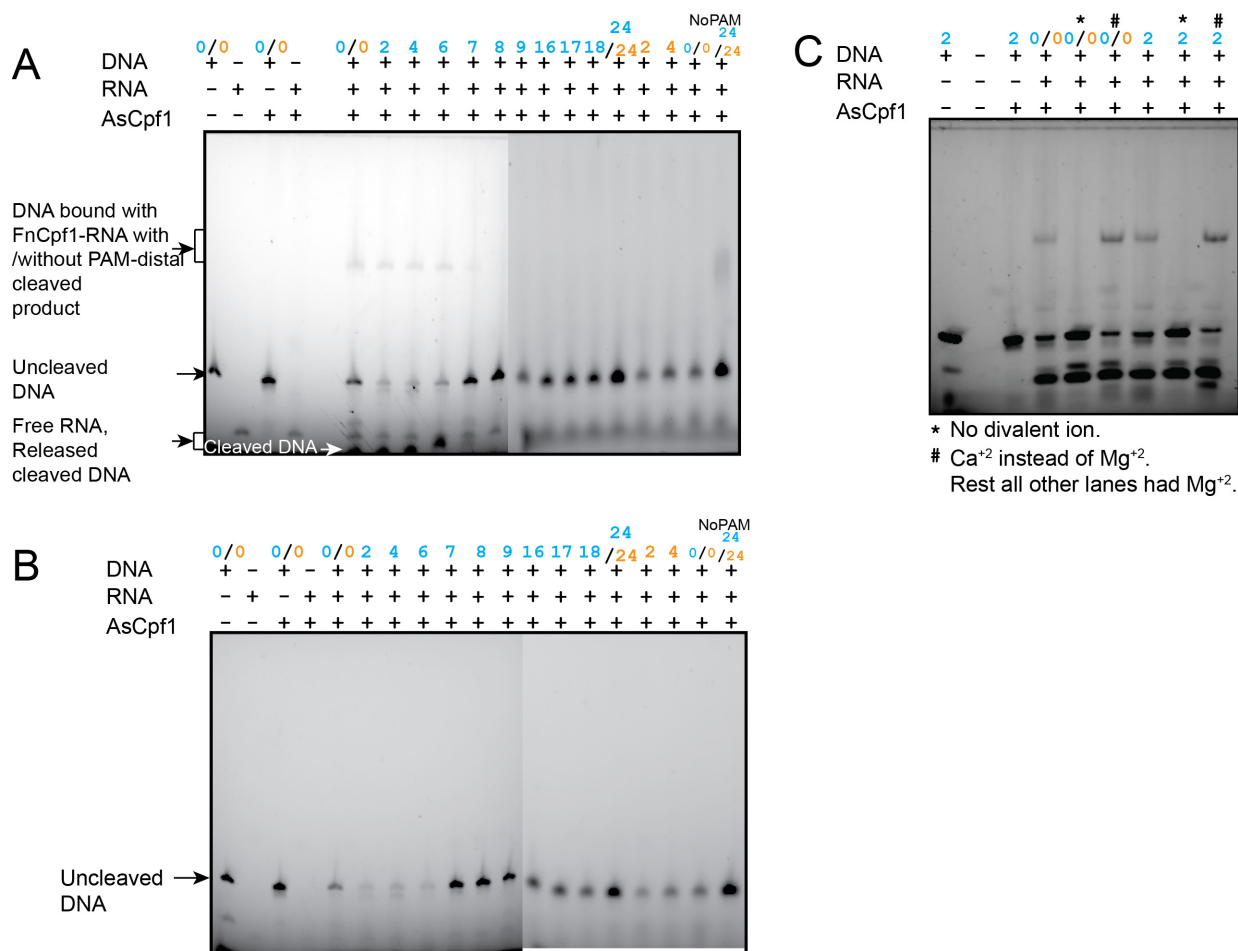 A
NoPAM
24 24
0/0 0/0 0/0 2 4 6 7 8 9 16 17 18 /24 2 4 0/0 /24
DNA + - + - + + + + + + + + + + + + + + +
RNA - + - + + + + + + + + + + + + + + + +
AsCpf1 - - + + + + + + + + + + + + + + + + +
DNA bound with
FnCpf1-RNA with
/without PAM-distal
cleaved
product
Uncleaved
DNA
Free RNA,
Released
cleaved DNA
Cleaved DNA
B
NoPAM
24 24
0/0 0/0 0/0 2 4 6 7 8 9 16 17 18 /24 2 4 0/0 /24
DNA + - + - + + + + + + + + + + + + + + +
RNA - + - + + + + + + + + + + + + + + + +
AsCpf1 - - + + + + + + + + + + + + + + + + +
Uncleaved
DNA
C
* # * #
2 2 0/0 0/0 0/0 2 2 2
DNA + - + + + + + + +
RNA - - - + + + + + +
AsCpf1 - - + + + + + + +
* No divalent ion.
# Ca+2 instead of Mg+2.
Rest all other lanes had Mg+2.